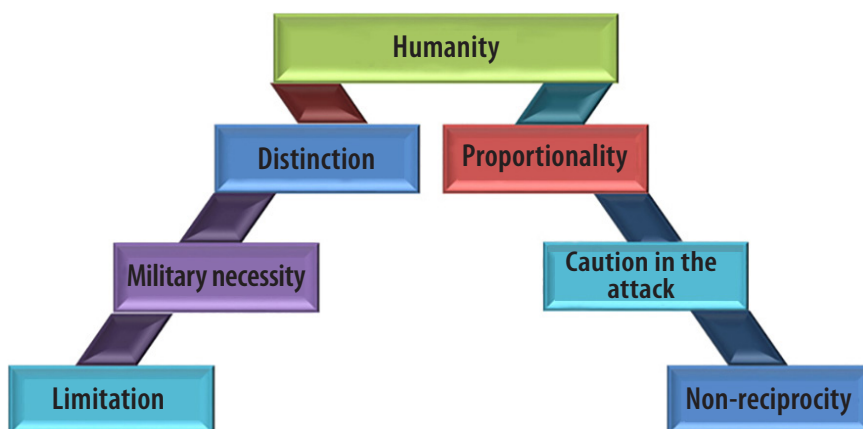 Humanity
Distinction
Proportionality
Military necessity
Caution in the
attack
Limitation
Non-reciprocity